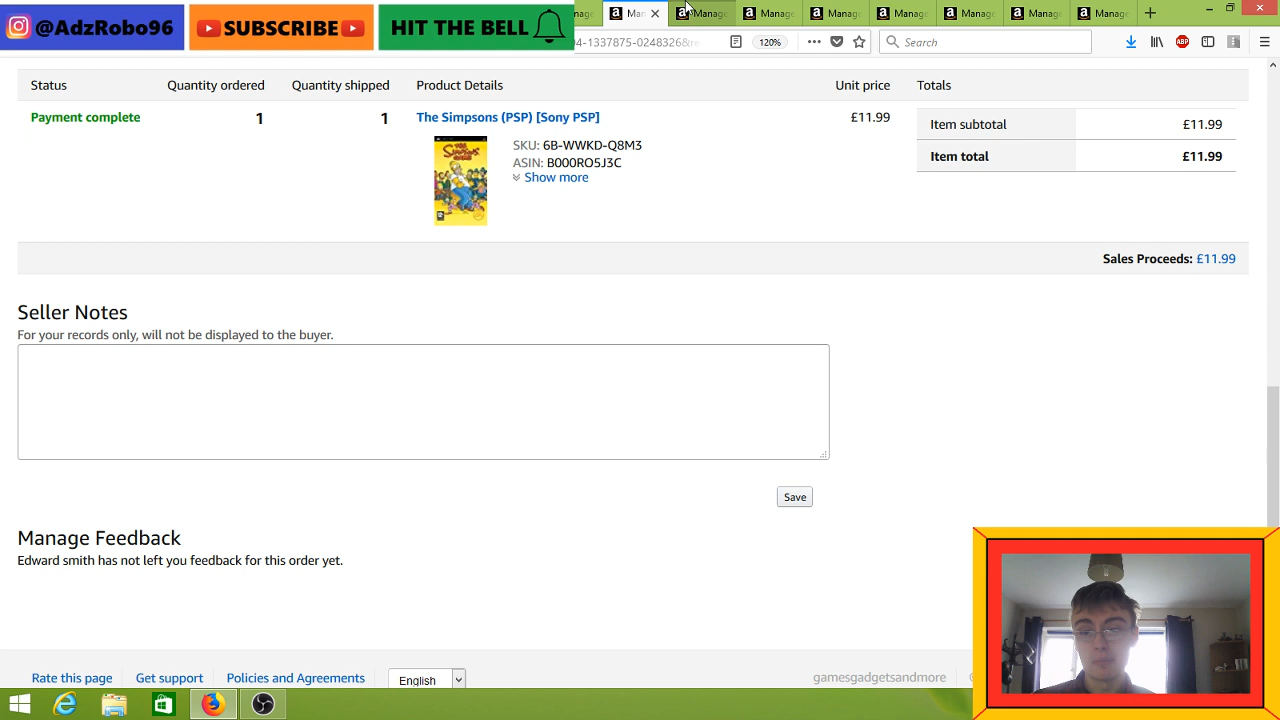 @AdzRobo96
SUBSCRIBE
HIT THE BELL
Man
Manage
Manage
Manage
Manage
Manage
Manage
Manage
120%
Search
ABP
Status
Quantity ordered
Quantity shipped
Product Details
Unit price
Totals
Payment complete
1
1
The Simpsons (PSP) [Sony PSP]
£11.99
Item subtotal
£11.99
SKU: 6B-WWKD-Q8M3
ASIN: B000RO5J3C
Show more
Item total
£11.99
Sales Proceeds: £11.99
Seller Notes
For your records only, will not be displayed to the buyer.
Save
Manage Feedback
Edward smith has not left you feedback for this order yet.
Rate this page
Get support
Policies and Agreements
English
gamesgadgetsandmore